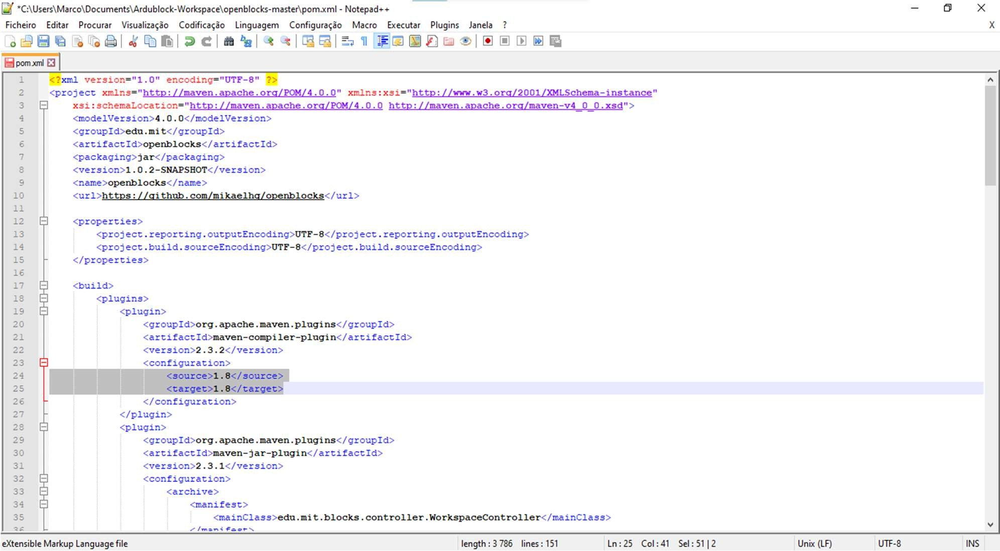 *C:\Users\Marco\Documents\Ardublock-Workspace\openblocks-master\pom.xml - Notepad++
Ficheiro Editar Procurar Visualização Codificação Linguagem Configuração Macro Executar Plugins Janela ? X
pom.xml
1 <?xml version="1.0" encoding="UTF-8" ?>
2 <project xmlns="http://maven.apache.org/POM/4.0.0" xmlns:xsi="http://www.w3.org/2001/XMLSchema-instance"
3 xsi:schemaLocation="http://maven.apache.org/POM/4.0.0 http://maven.apache.org/maven-v4_0_0.xsd">
4 <modelVersion>4.0.0</modelVersion>
5 <groupId>edu.mit</groupId>
6 <artifactId>openblocks</artifactId>
7 <packaging>jar</packaging>
8 <version>1.0.2-SNAPSHOT</version>
9 <name>openblocks</name>
10 <url>https://github.com/mikaelhg/openblocks</url>
11
12 <properties>
13 <project.reporting.outputEncoding>UTF-8</project.reporting.outputEncoding>
14 <project.build.sourceEncoding>UTF-8</project.build.sourceEncoding>
15 </properties>
16
17 <build>
18 <plugins>
19 <plugin>
20 <groupId>org.apache.maven.plugins</groupId>
21 <artifactId>maven-compiler-plugin</artifactId>
22 <version>2.3.2</version>
23 <configuration>
24 <source>1.8</source>
25 <target>1.8</target>
26 </configuration>
27 </plugin>
28 <plugin>
29 <groupId>org.apache.maven.plugins</groupId>
30 <artifactId>maven-jar-plugin</artifactId>
31 <version>2.3.1</version>
32 <configuration>
33 <archive>
34 <manifest>
35 <mainClass>edu.mit.blocks.controller.WorkspaceController</mainClass>
36 </manifest>
eXtensible Markup Language file length : 3 786 lines : 151 Ln : 25 Col : 41 Sel : 51 | 2 Unix (LF) UTF-8 INS